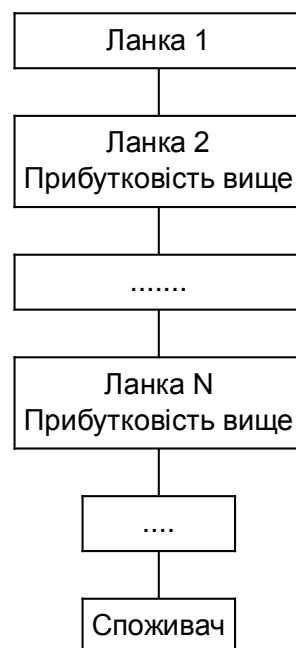 Ланка 1
Ланка 2
Прибутковість вище
.......
Ланка N
Прибутковість вище
....
Споживач